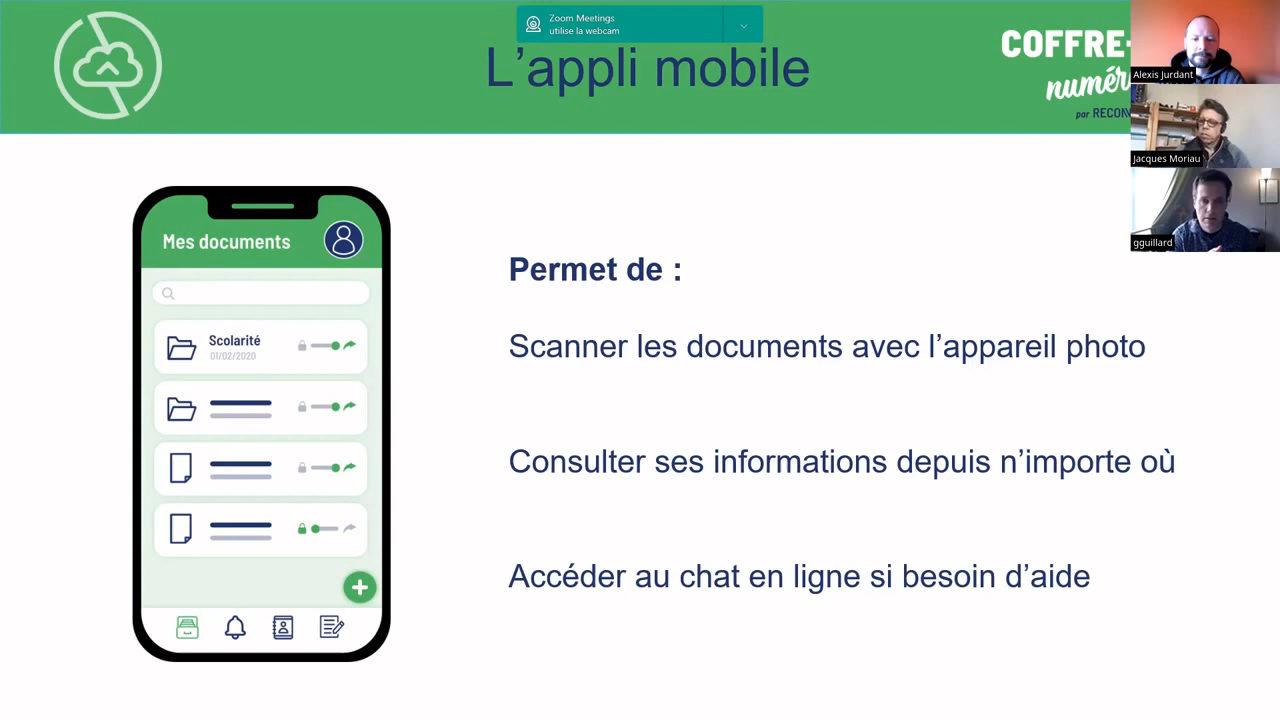 Zoom Meetings
utilise la webcam
L’appli mobile
COFFRE-
numér
par RECON
Alexis Jurdant
Jacques Moriau
gguillard
Mes documents
Scolarité
01/02/2020
Permet de :
Scanner les documents avec l’appareil photo
Consulter ses informations depuis n’importe où
Accéder au chat en ligne si besoin d’aide